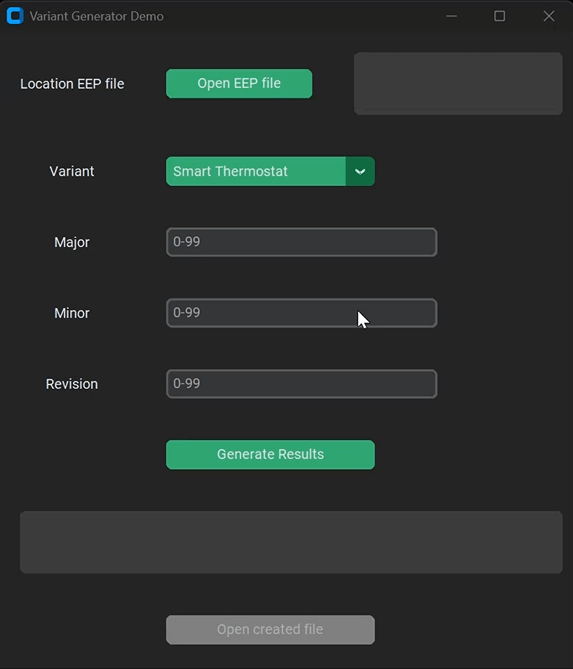 Variant Generator Demo
Location EEP file
Open EEP file
Variant
Smart Thermostat
Major
0-99
Minor
0-99
Revision
0-99
Generate Results
Open created file